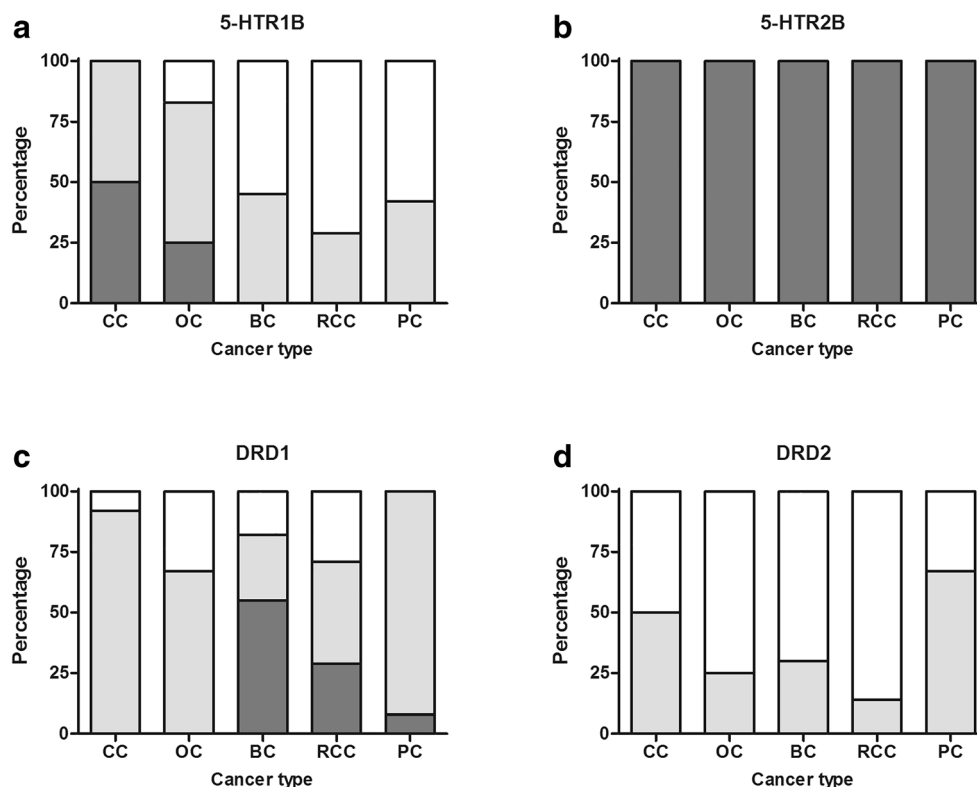 a
5-HTR1B
100
75
50
25
0
Percentage
CC OC BC RCC PC
Cancer type
b
5-HTR2B
100
75
50
25
0
Percentage
CC OC BC RCC PC
Cancer type
c
DRD1
100
75
50
25
0
Percentage
CC OC BC RCC PC
Cancer type
d
DRD2
100
75
50
25
0
Percentage
CC OC BC RCC PC
Cancer type